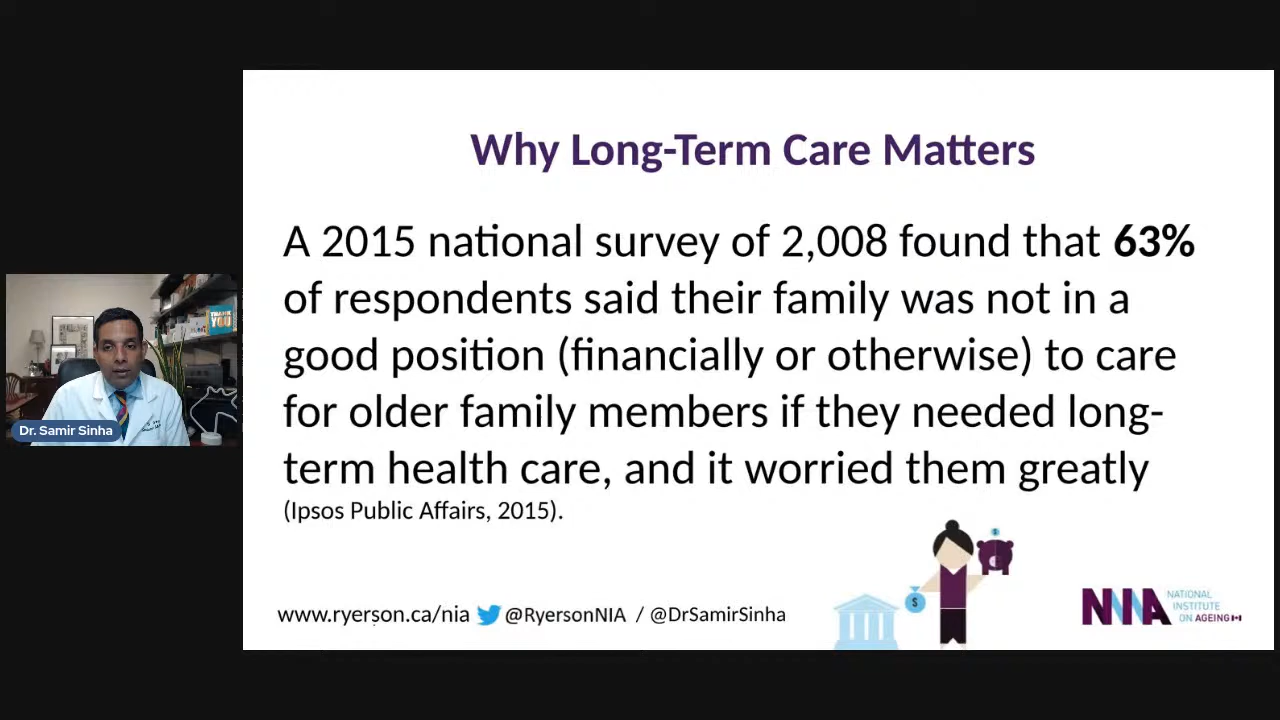 Why Long-Term Care Matters
A 2015 national survey of 2,008 found that 63%
of respondents said their family was not in a
good position (financially or otherwise) to care
for older family members if they needed long-
term health care, and it worried them greatly
(Ipsos Public Affairs, 2015).
THANK
YOU
Dr. Samir Sinha
$
$
www.ryerson.ca/nia @RyersonNIA / @DrSamirSinha
NIA NATIONAL
INSTITUTE
ON AGEING